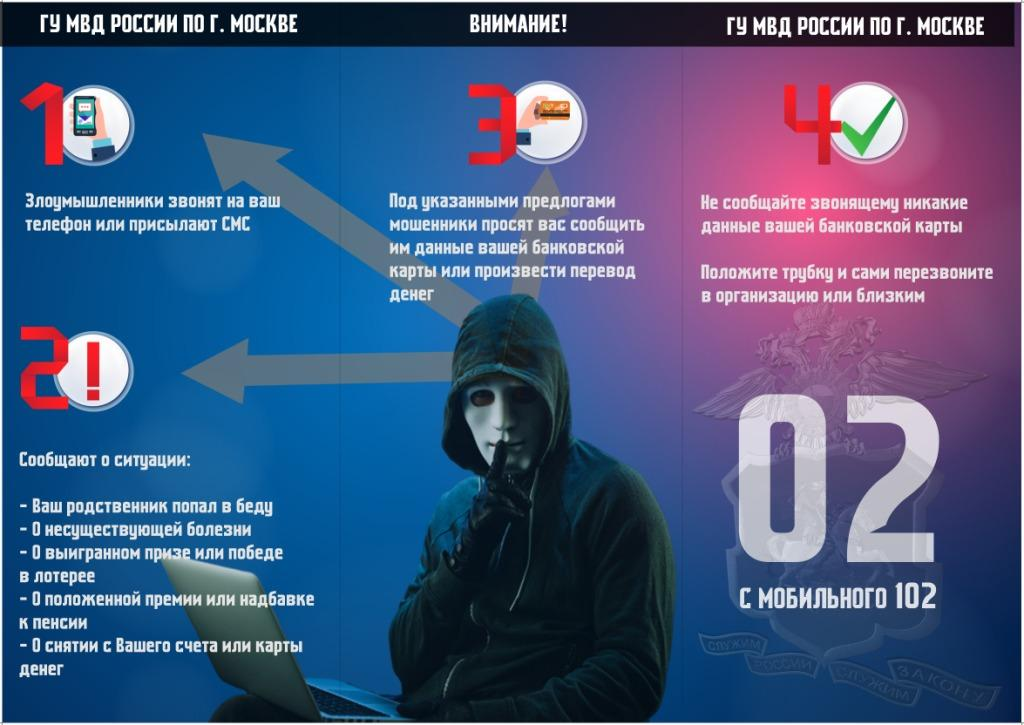 ГУ МВД РОССИИ ПО Г. МОСКВЕ
ВНИМАНИЕ!
ГУ МВД РОССИИ ПО Г. МОСКВЕ
1
Злоумышленники звонят на ваш
телефон или присылают СМС
2!
Сообщают о ситуации:
- Ваш родственник попал в беду
- О несуществующей болезни
- О выигранном призе или победе
в лотерее
- О положенной премии или надбавке
к пенсии
- О снятии с Вашего счета или карты
денег
3
Под указанными предлогами
мошенники просят вас сообщить
им данные вашей банковской
карты или произвести перевод
денег
4
Не сообщайте звонящему никакие
данные вашей банковской карты
Положите трубку и сами перезвоните
в организацию или близким
02
С МОБИЛЬНОГО 102
СЛУЖИМ РОССИИ СЛУЖИМ ЗАКОНУ